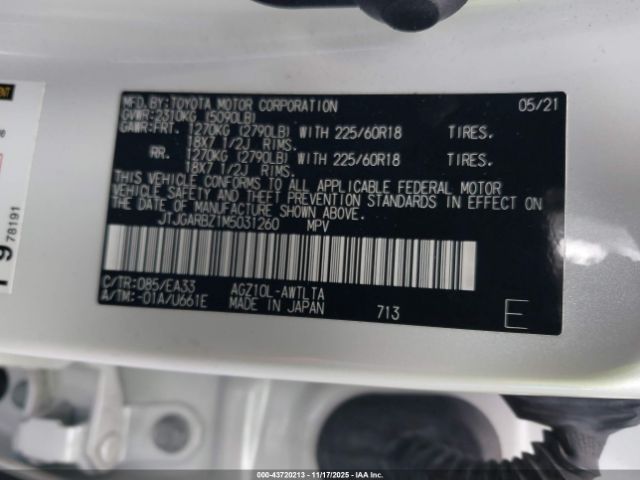 MFD.BY:TOYOTA MOTOR CORPORATION 05/21
GVWR:2310KG (5090LB)
GAWR:FRT. 1270KG (2790LB) WITH 225/60R18 TIRES.
18X7 1/2J RIMS.
RR. 1270KG (2790LB) WITH 225/60R18 TIRES.
18X7 1/2J RIMS.
THIS VEHICLE CONFORMS TO ALL APPLICABLE FEDERAL MOTOR
VEHICLE SAFETY AND THEFT PREVENTION STANDARDS IN EFFECT ON
THE DATE OF MANUFACTURE SHOWN ABOVE.
JTJGARBZ1M5031260 MPV
C/TR:085/EA33 AGZ10L-AWTLTA
A/TM:-01A/U661E MADE IN JAPAN 713
E
78191
00-43720213 - 11/17/2025 - IAA Inc.